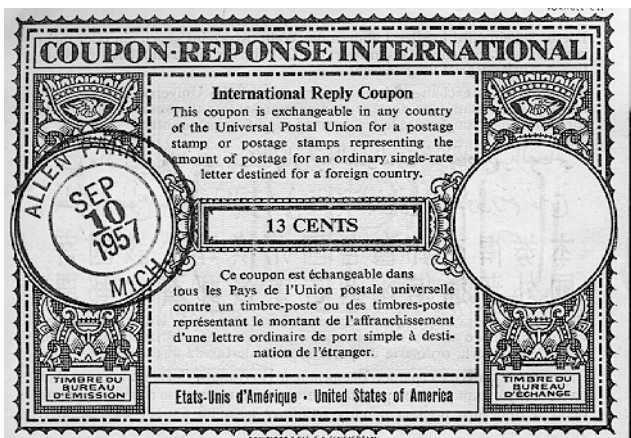 COUPON-REPONSE INTERNATIONAL
International Reply Coupon
This coupon is exchangeable in any country
of the Universal Postal Union for a postage
stamp or postage stamps representing the
amount of postage for an ordinary single-rate
letter destined for a foreign country.
ALLEN PARK
SEP
10
1957
MICH
13 CENTS
Ce coupon est échangeable dans
tous les Pays de l'Union postale universelle
contre un timbre-poste ou des timbres-poste
représentant le montant de l'affranchissement
d'une lettre ordinaire de port simple à desti-
nation de l'étranger.
TIMBRE DU
BUREAU
D'ÉMISSION
Etats-Unis d'Amérique · United States of America
TIMBRE DU
BUREAU
D'ÉCHANGE